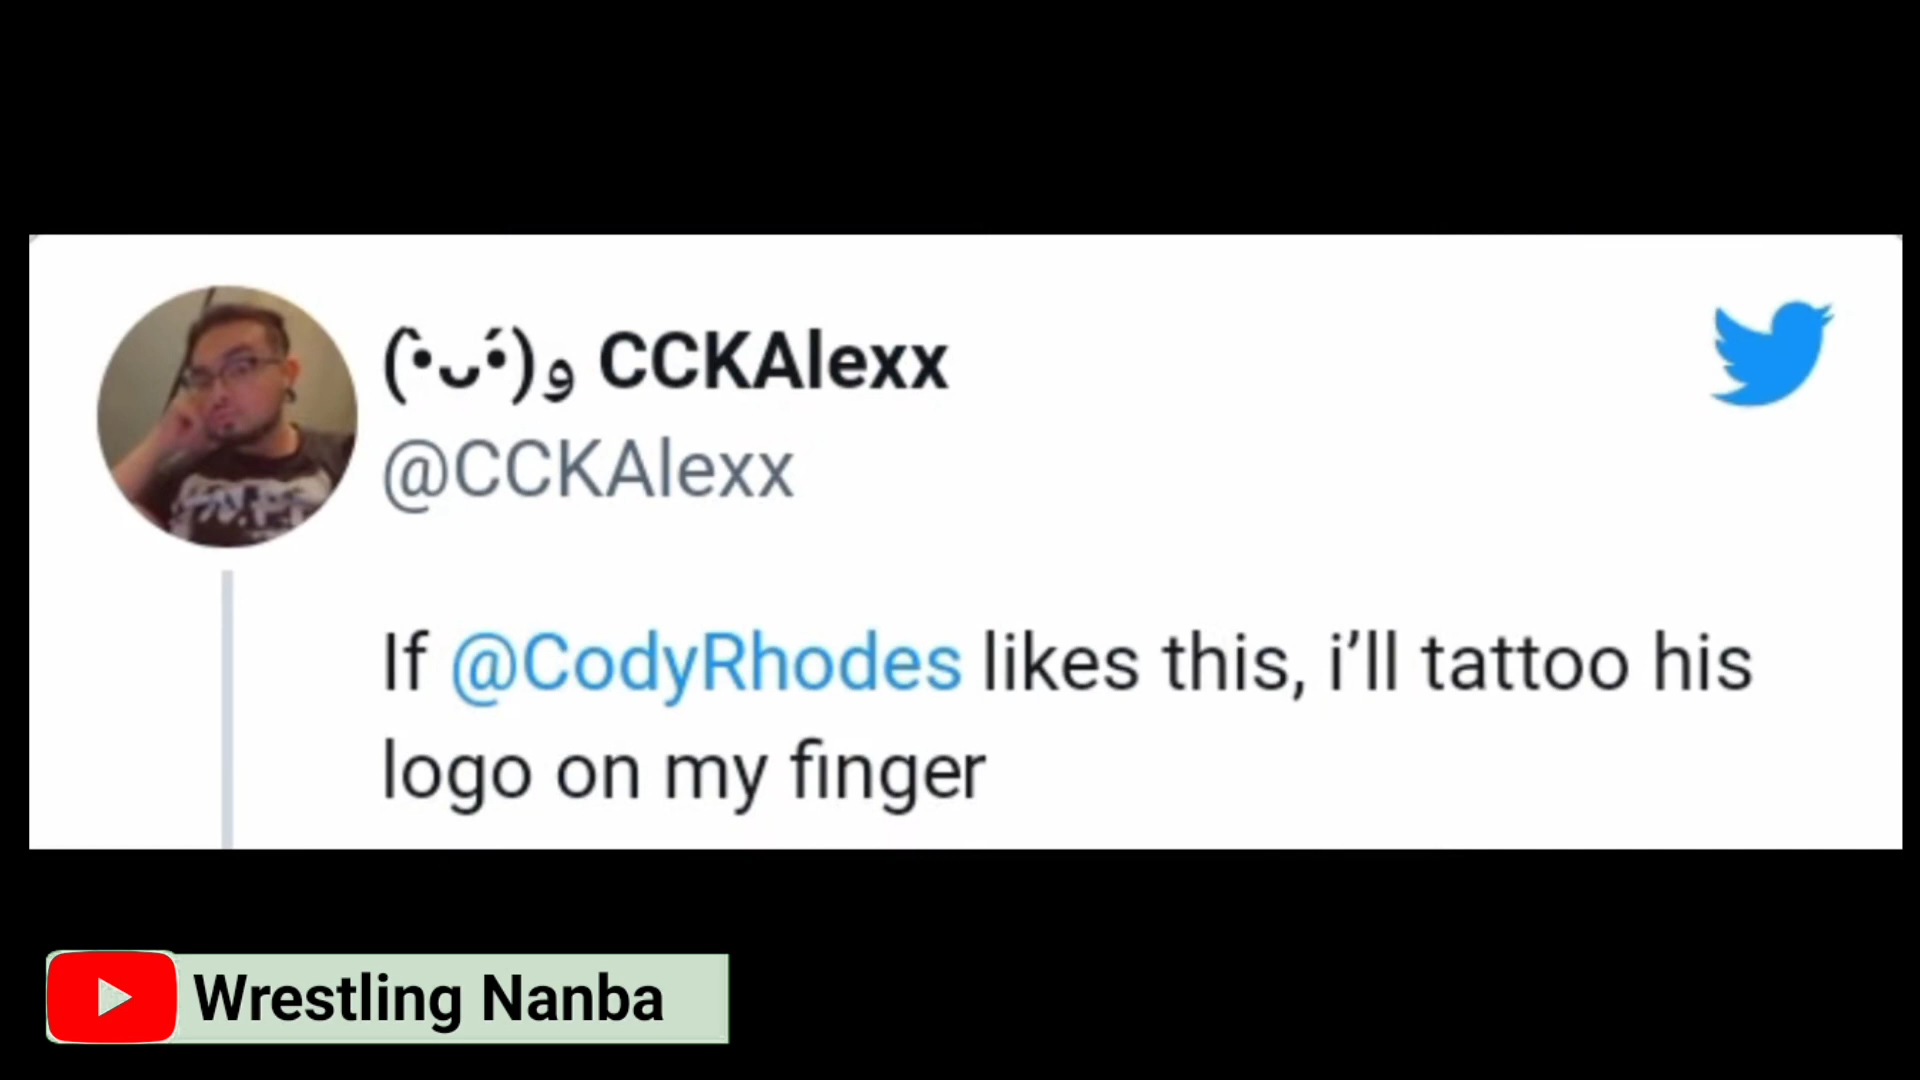 (•̀ᴗ•́)و CCKAlexx
@CCKAlexx
If @CodyRhodes likes this, i’ll tattoo his
logo on my finger
Wrestling Nanba